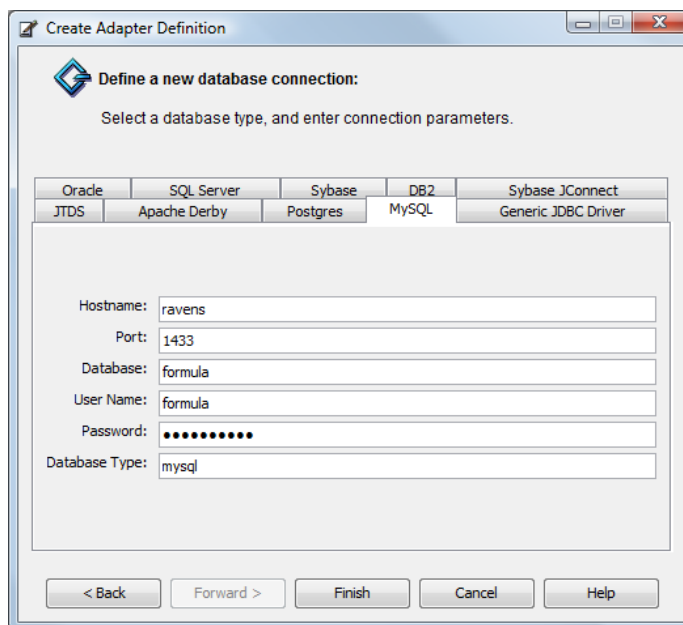 Create Adapter Definition
Define a new database connection:
Select a database type, and enter connection parameters.
Oracle SQL Server Sybase DB2 Sybase JConnect
JTDS Apache Derby Postgres MySQL Generic JDBC Driver
Hostname: ravens
Port: 1433
Database: formula
User Name: formula
Password: ●●●●●●●●●●
Database Type: mysql
< Back Forward > Finish Cancel Help